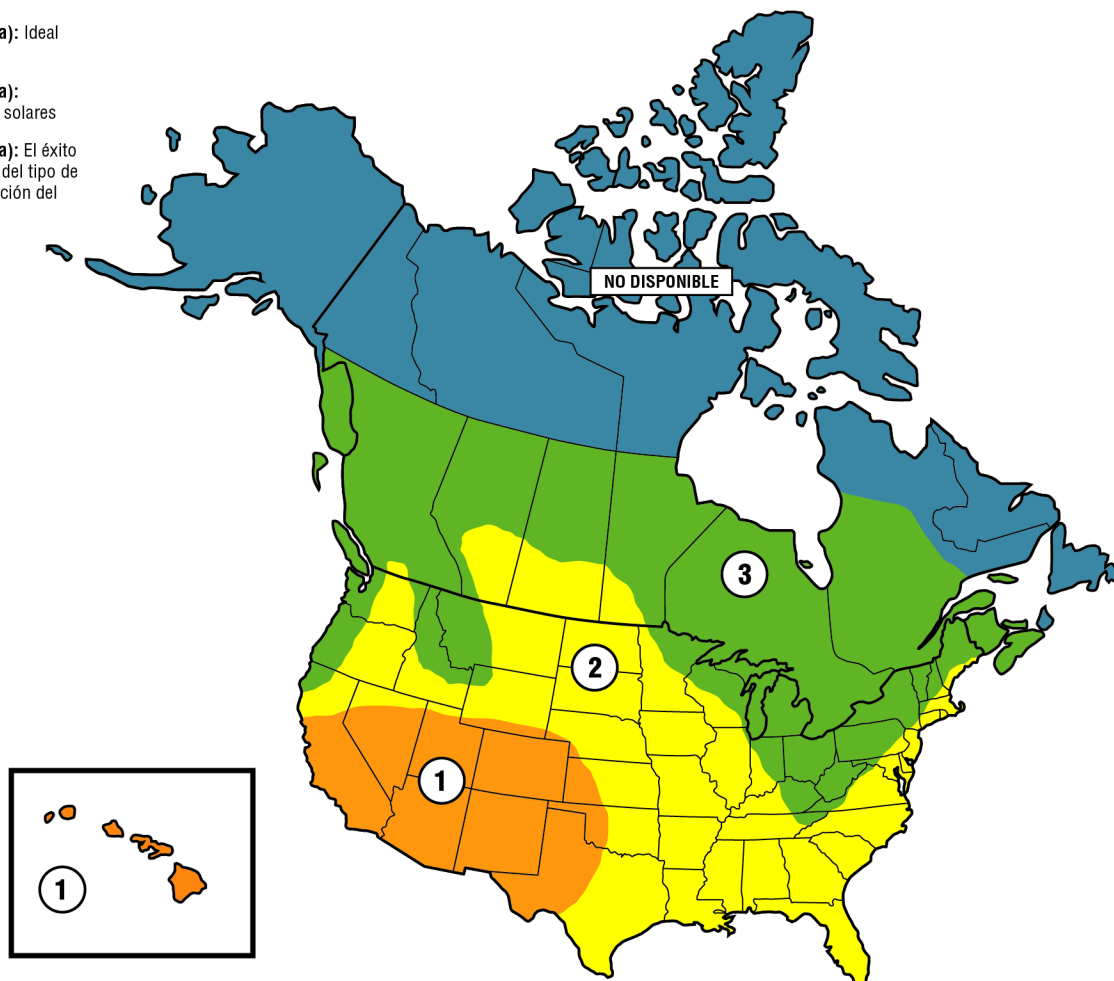 a): Ideal
a):
solares
a): El éxito
del tipo de
ción del
NO DISPONIBLE
3
2
1
1